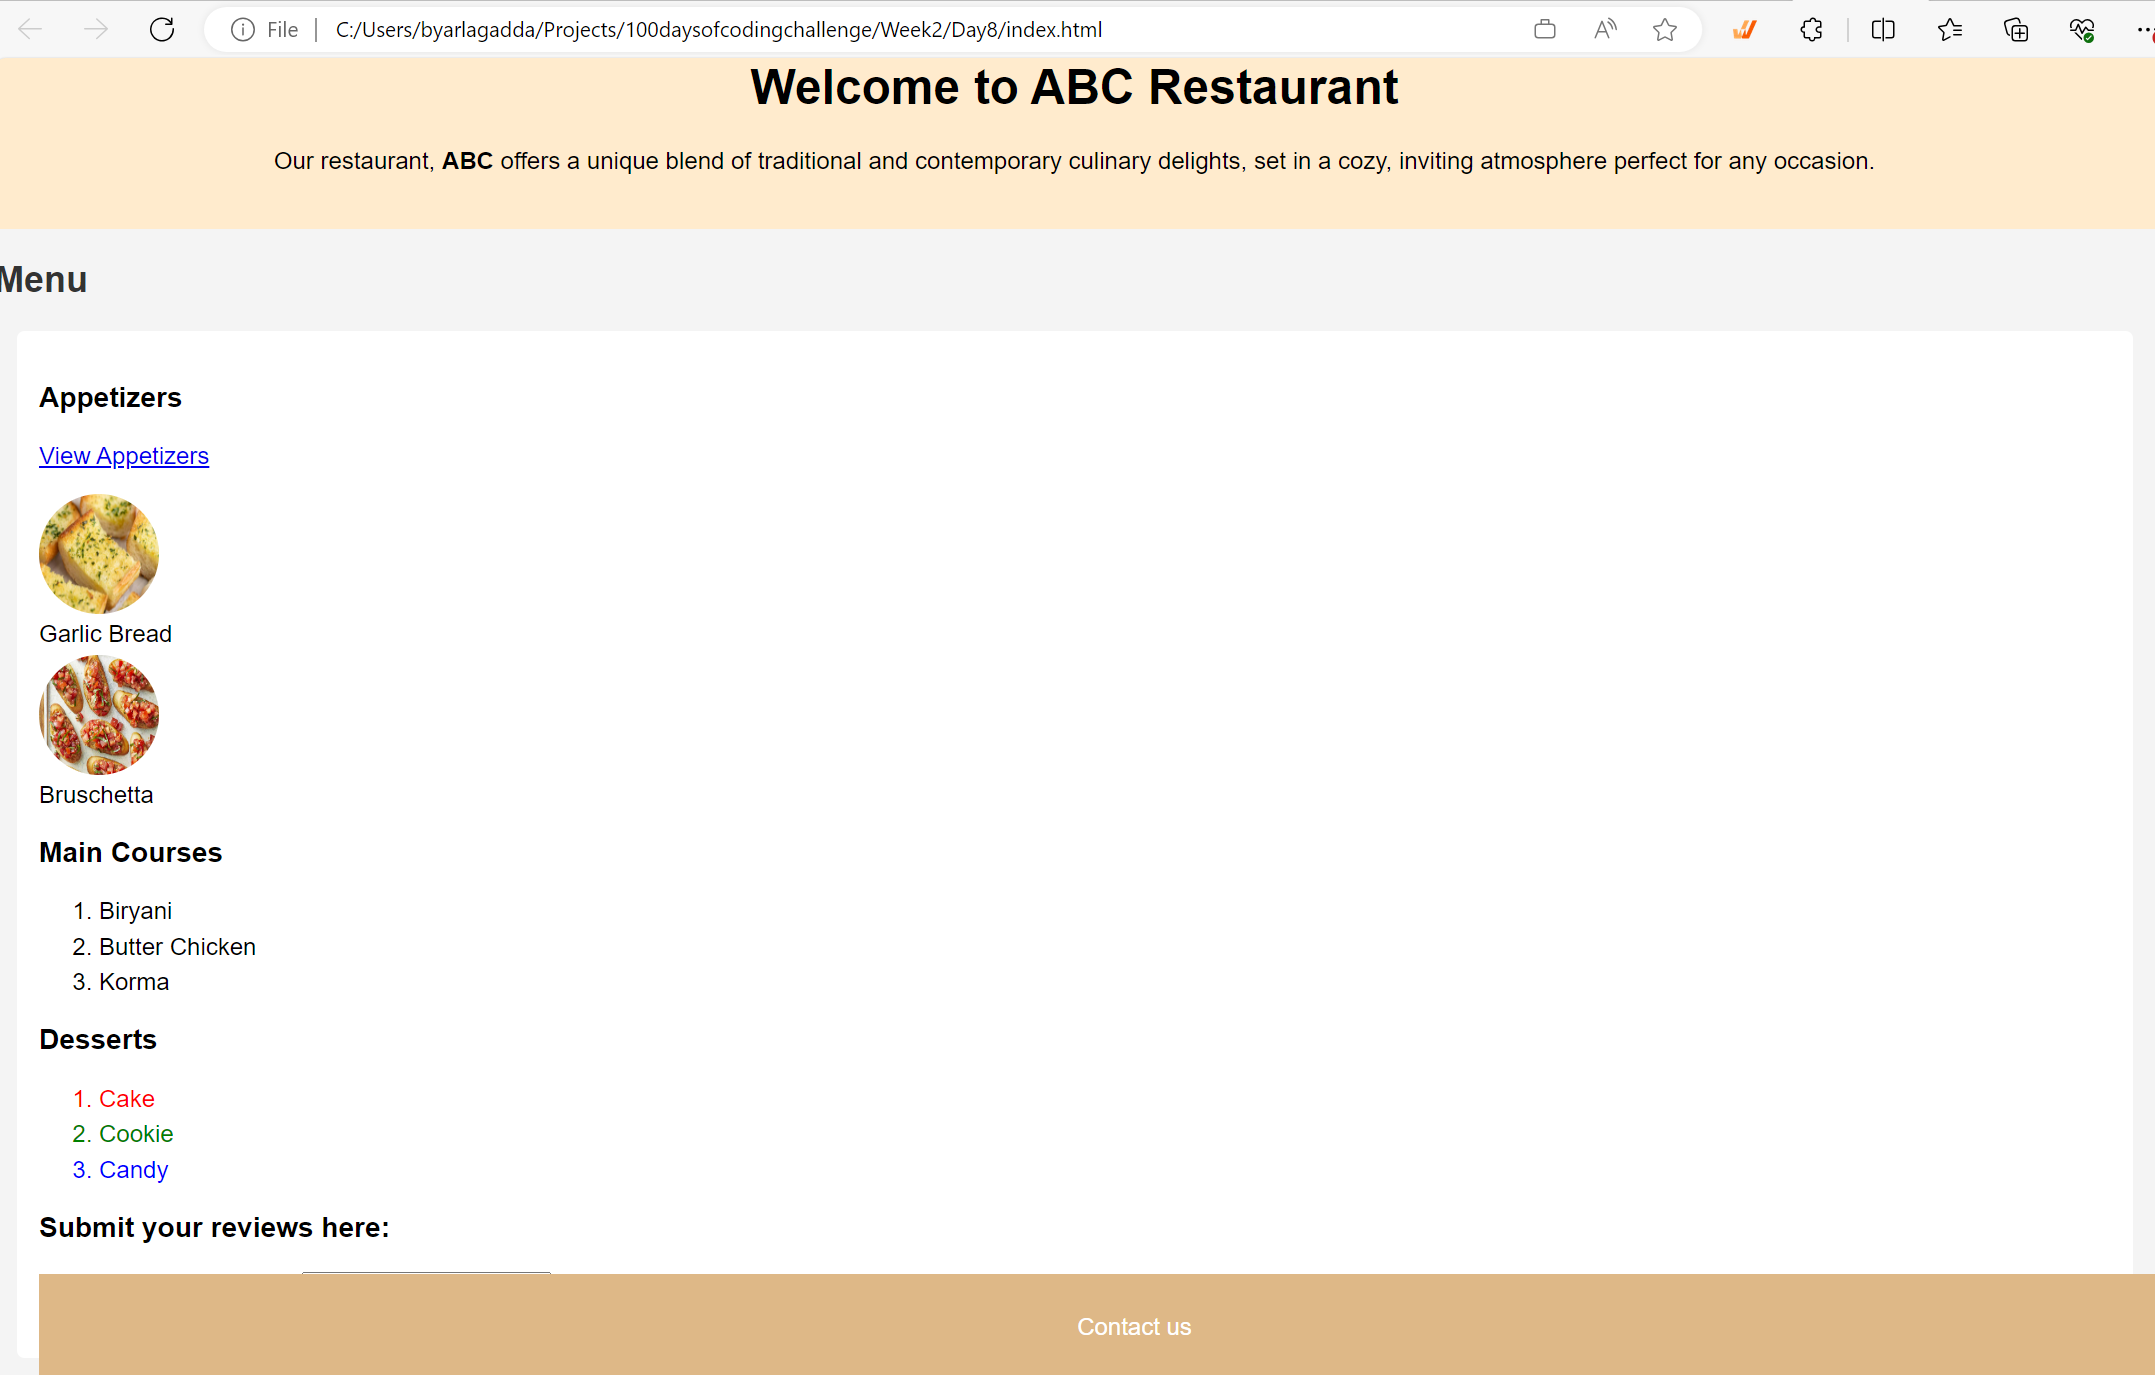 File
C:/Users/byarlagadda/Projects/100daysofcodingchallenge/Week2/Day8/index.html
Welcome to ABC Restaurant
Our restaurant, ABC offers a unique blend of traditional and contemporary culinary delights, set in a cozy, inviting atmosphere perfect for any occasion.
Menu
Appetizers
View Appetizers
Garlic Bread
Bruschetta
Main Courses
1. Biryani
2. Butter Chicken
3. Korma
Desserts
1. Cake
2. Cookie
3. Candy
Submit your reviews here:
Contact us